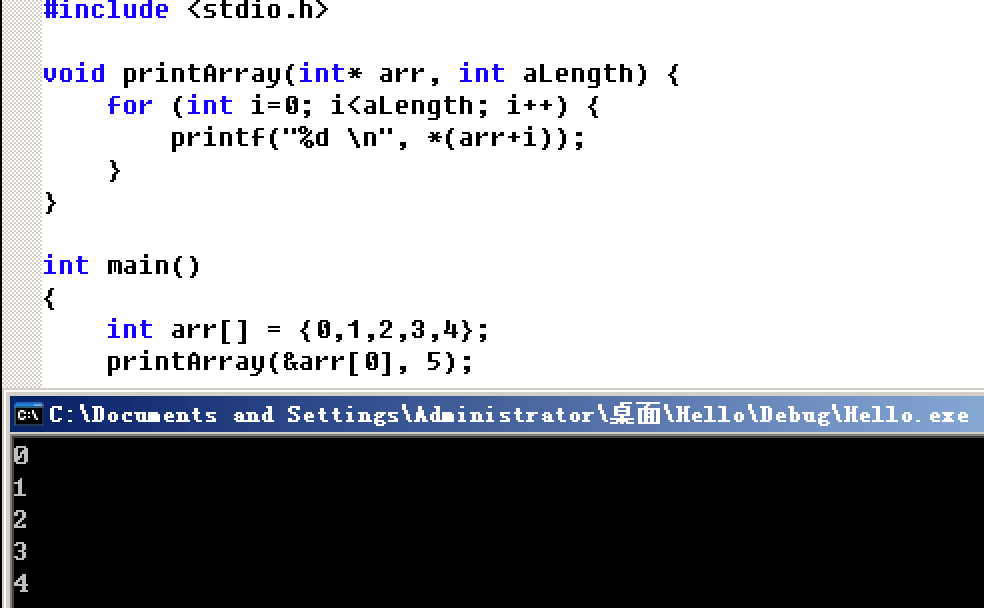 #include <stdio.h>
void printArray(int* arr, int aLength) {
    for (int i=0; i<aLength; i++) {
        printf("%d \n", *(arr+i));
    }
}
int main()
{
    int arr[] = {0,1,2,3,4};
    printArray(&arr[0], 5);
C:\Documents and Settings\Administrator\桌面\Hello\Debug\Hello.exe
0
1
2
3
4